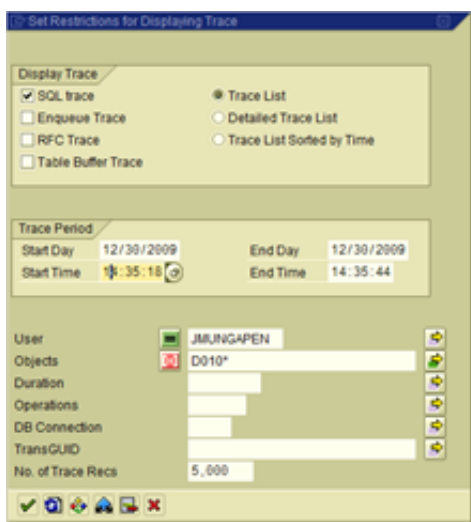 Set Restrictions for Displaying Trace
Display Trace
SQL trace
Trace List
Enqueue Trace
Detailed Trace List
RFC Trace
Trace List Sorted by Time
Table Buffer Trace
Trace Period
Start Day 12/30/2009 End Day 12/30/2009
Start Time 14:35:18 End Time 14:35:44
User JMUNGAPEN
Objects D010*
Duration
Operations
DB Connection
TransGUID
No. of Trace Recs 5,000